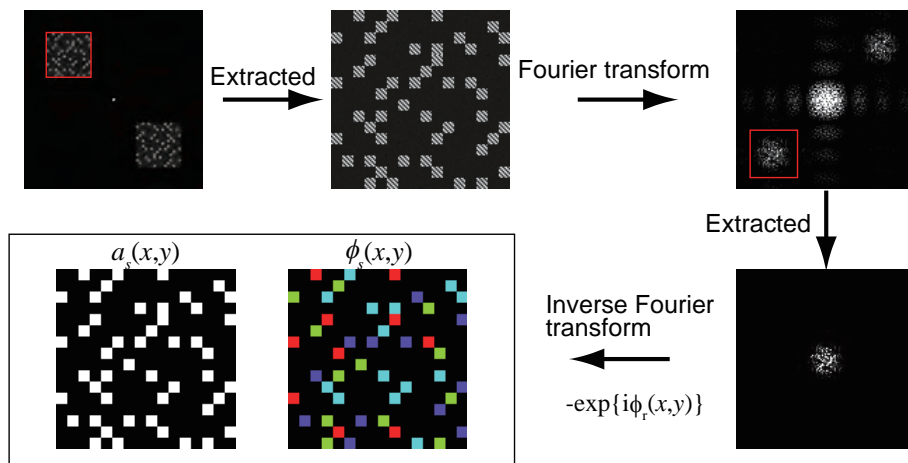 Extracted
Fourier transform
Extracted
a_s(x,y)
ϕ_s(x,y)
Inverse Fourier
transform
-exp{iϕ_r(x,y)}